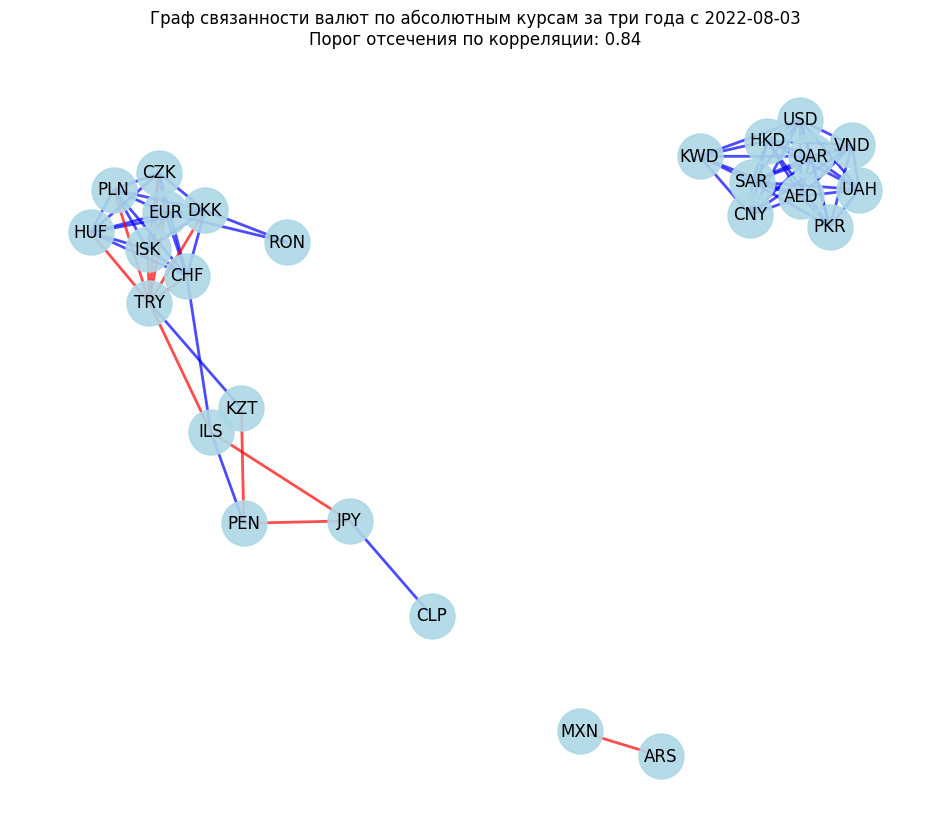 Граф связанности валют по абсолютным курсам за три года с 2022-08-03
Порог отсечения по корреляции: 0.84
USD
HKD
VND
KWD
QAR
CZK
SAR
PLN
UAH
AED
EUR
DKK
CNY
PKR
HUF
RON
ISK
CHF
TRY
KZT
ILS
PEN
JPY
CLP
MXN
ARS